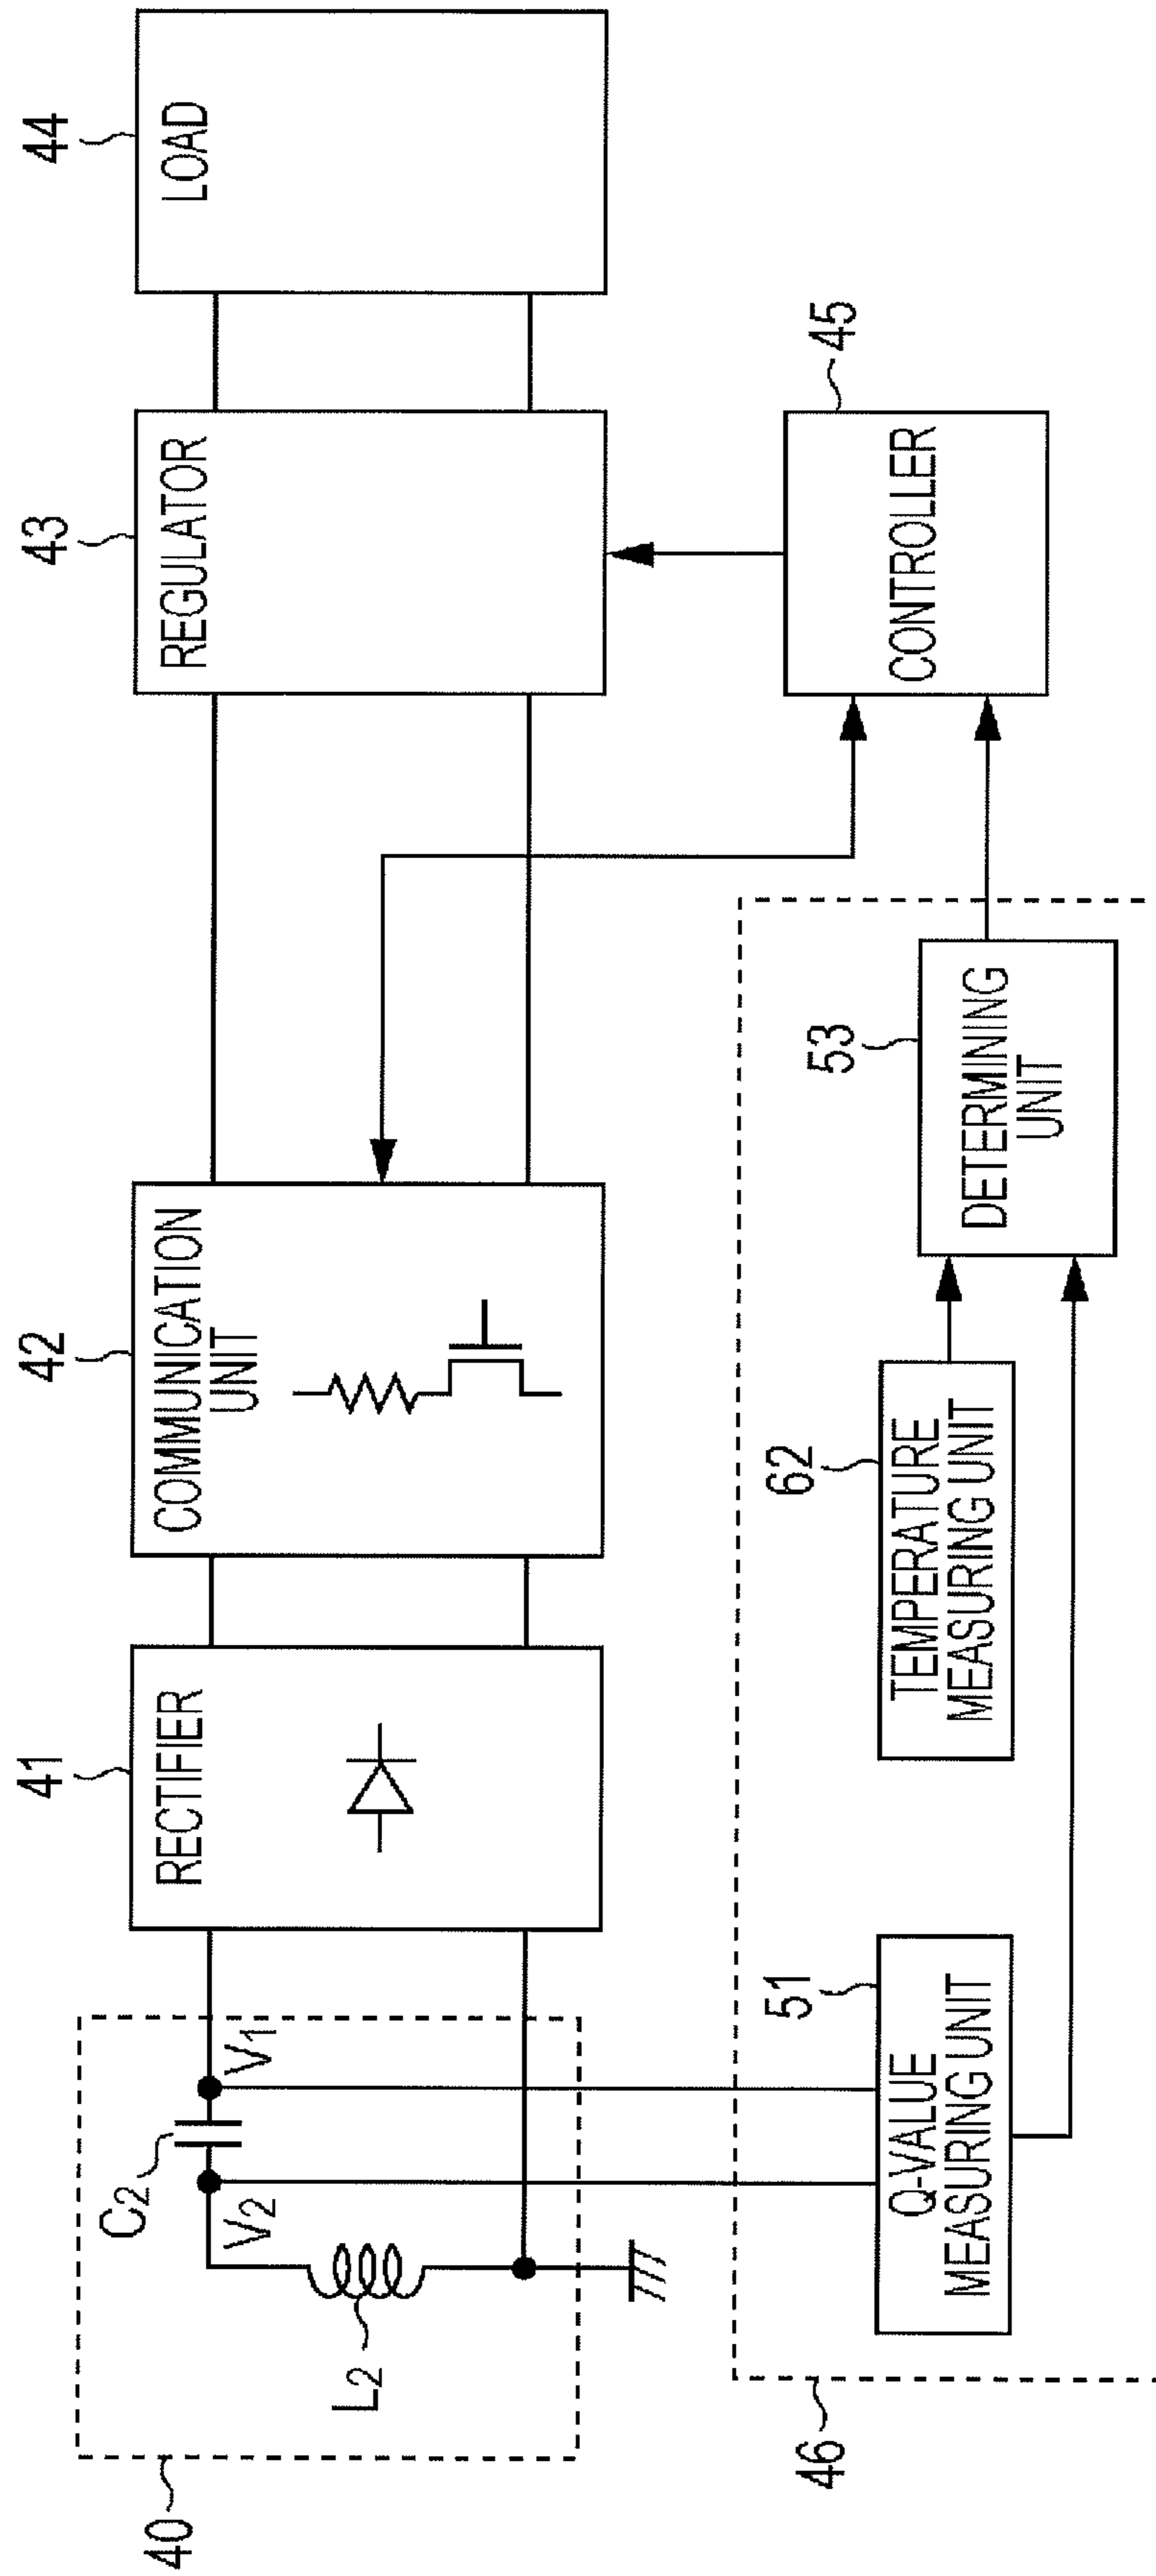 40
41
42
43
44
C2
V1
V2
L2
RECTIFIER
COMMUNICATION
UNIT
REGULATOR
LOAD
45
CONTROLLER
46
51
Q-VALUE
MEASURING UNIT
62
TEMPERATURE
MEASURING UNIT
53
DETERMINING
UNIT